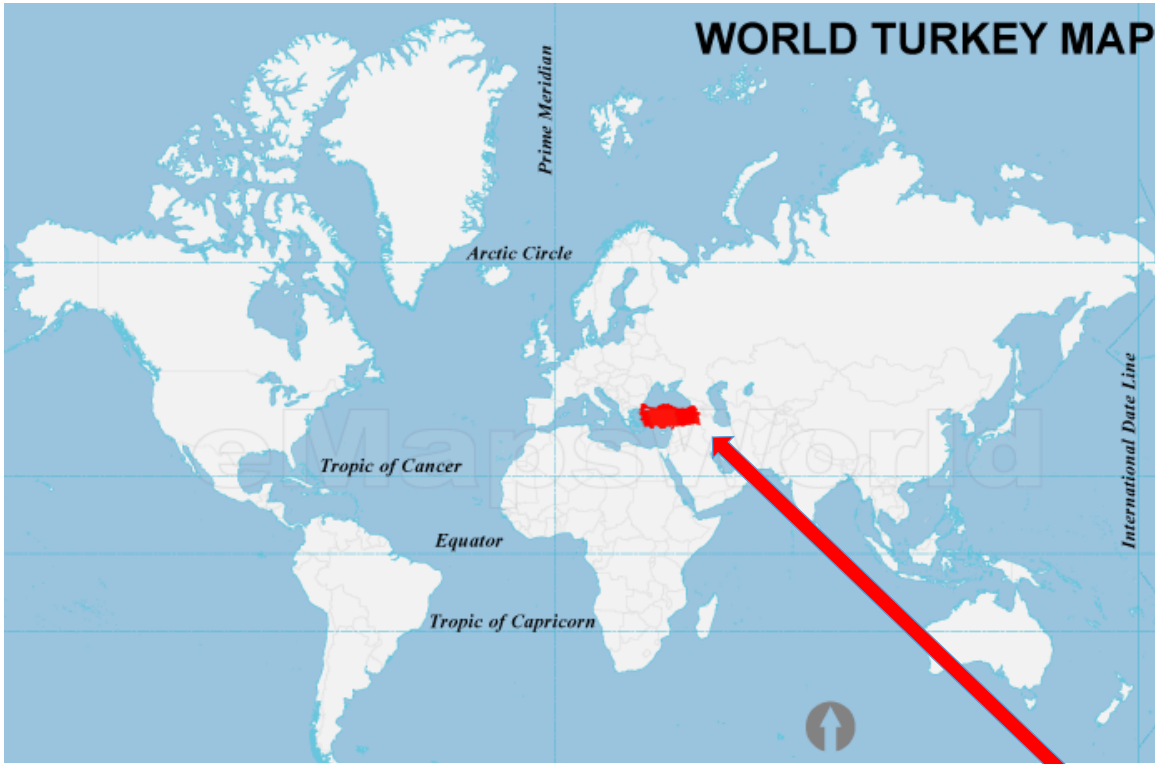 WORLD TURKEY MAP
Prime Meridian
Arctic Circle
eMapsWorld
Tropic of Cancer
International Date Line
Equator
Tropic of Capricorn